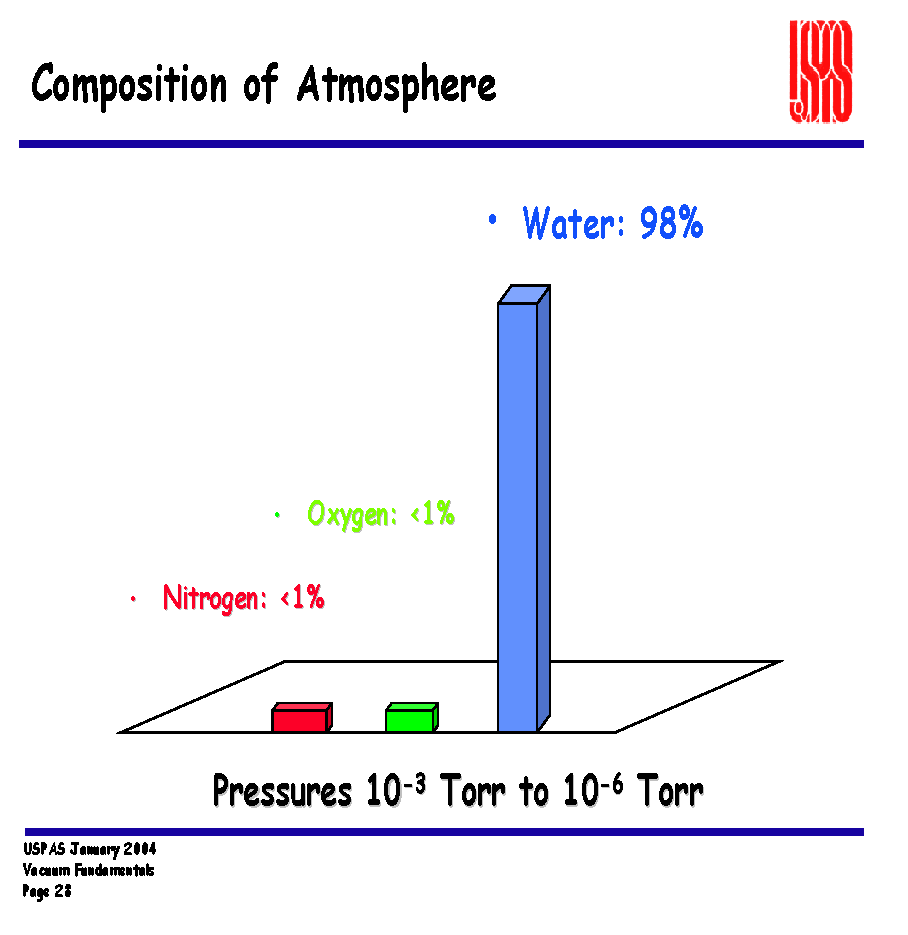 Composition of Atmosphere
• Water: 98%
• Oxygen: <1%
• Nitrogen: <1%
Pressures 10⁻³ Torr to 10⁻⁶ Torr
USPAS January 2004
Vacuum Fundamentals
Page 28